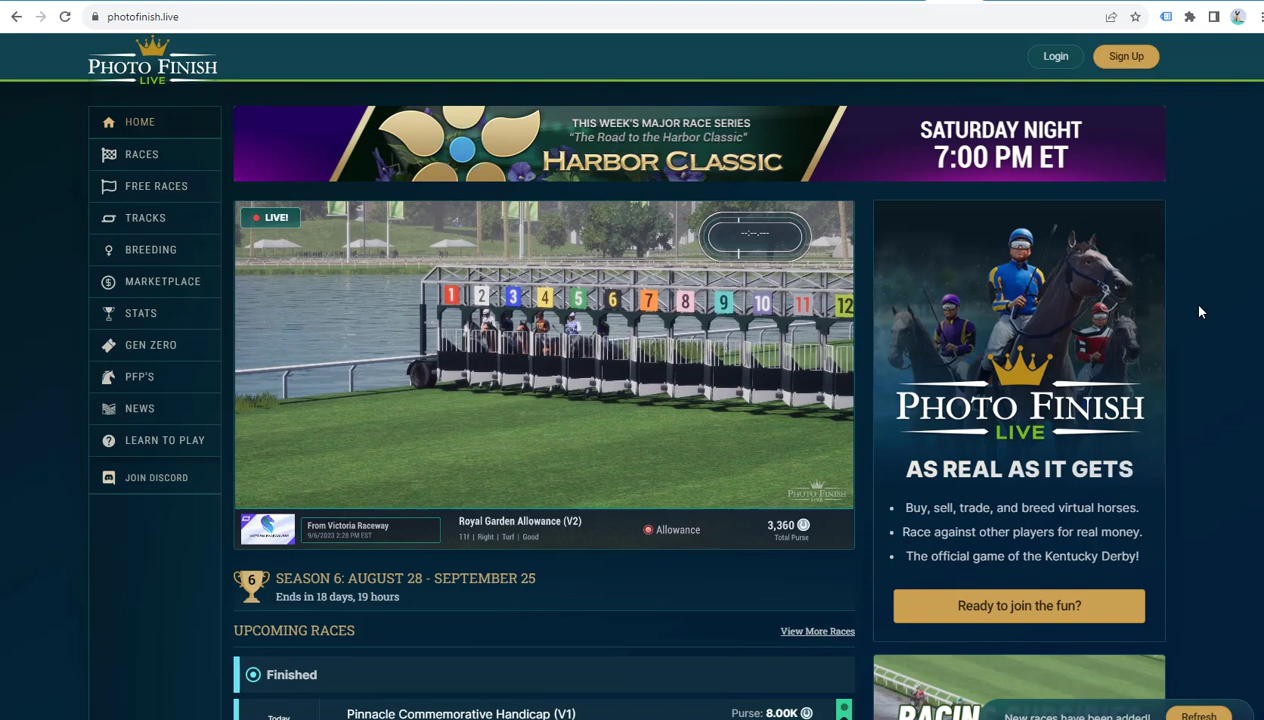 photofinish.live
PHOTO FINISH
LIVE
Login
Sign Up
HOME
RACES
FREE RACES
TRACKS
BREEDING
MARKETPLACE
STATS
GEN ZERO
PFP'S
NEWS
LEARN TO PLAY
JOIN DISCORD
THIS WEEK'S MAJOR RACE SERIES
"The Road to the Harbor Classic"
HARBOR CLASSIC
SATURDAY NIGHT
7:00 PM ET
LIVE!
--:--.---
1 2 3 4 5 6 7 8 9 10 11 12
PHOTO FINISH
LIVE
From Victoria Raceway
9/6/2023 2:28 PM EST
Royal Garden Allowance (V2)
11f | Right | Turf | Good
Allowance
3,360
Total Purse
PHOTO FINISH
LIVE
AS REAL AS IT GETS
• Buy, sell, trade, and breed virtual horses.
• Race against other players for real money.
• The official game of the Kentucky Derby!
Ready to join the fun?
6
SEASON 6: AUGUST 28 - SEPTEMBER 25
Ends in 18 days, 19 hours
UPCOMING RACES
View More Races
Finished
Today
Pinnacle Commemorative Handicap (V1)
Purse: 8.00K
RACIN
New races have been added!
Refresh